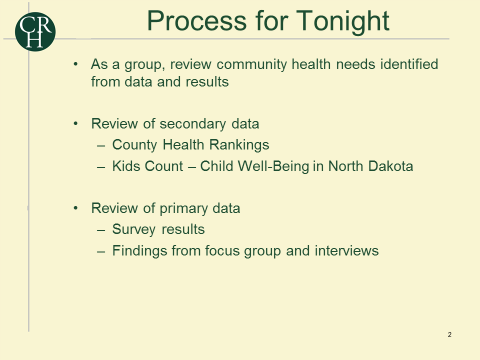 CR
H
Process for Tonight
• As a group, review community health needs identified
from data and results
• Review of secondary data
– County Health Rankings
– Kids Count – Child Well-Being in North Dakota
• Review of primary data
– Survey results
– Findings from focus group and interviews
2